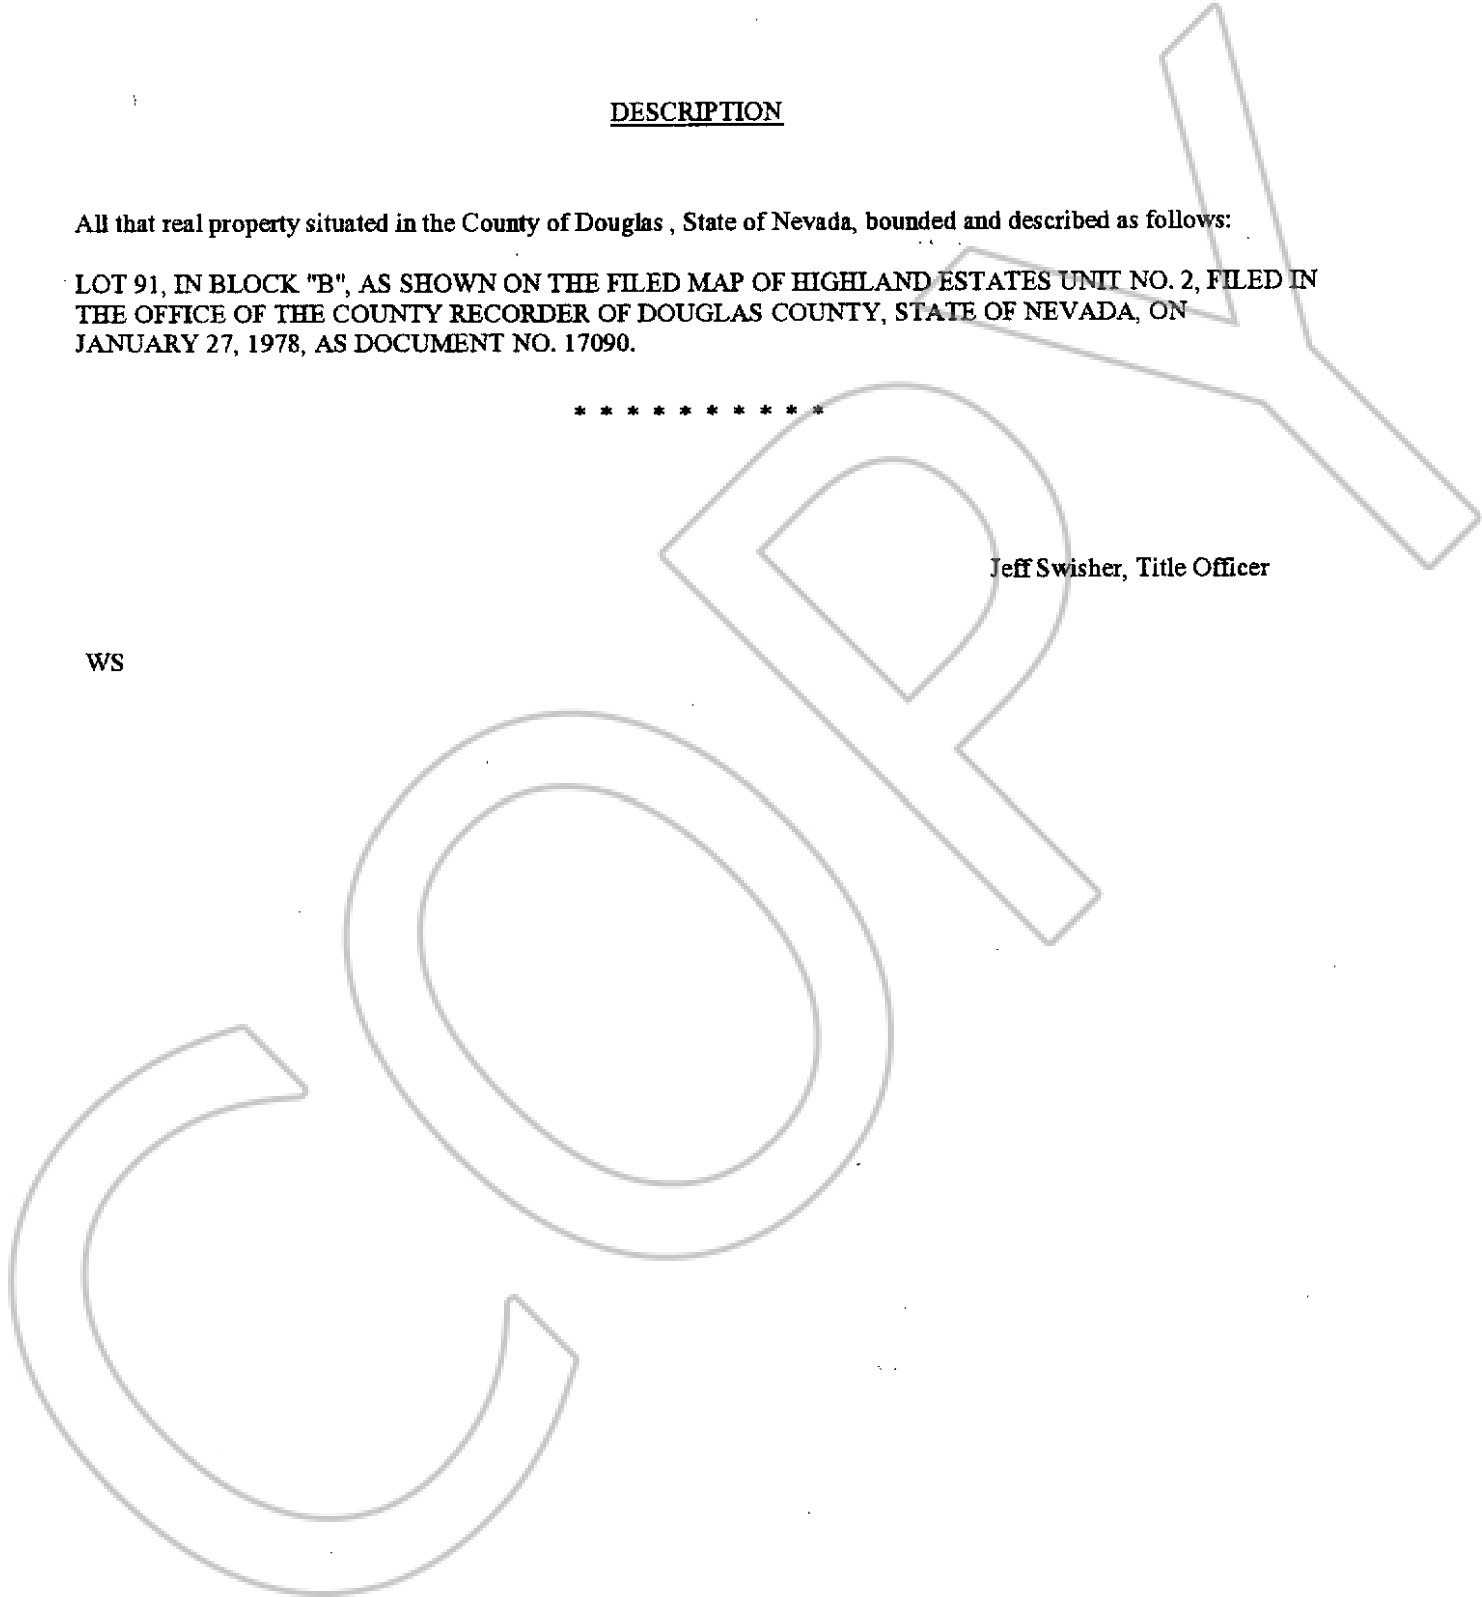 DESCRIPTION
All that real property situated in the County of Douglas , State of Nevada, bounded and described as follows:
LOT 91, IN BLOCK "B", AS SHOWN ON THE FILED MAP OF HIGHLAND ESTATES UNIT NO. 2, FILED IN
THE OFFICE OF THE COUNTY RECORDER OF DOUGLAS COUNTY, STATE OF NEVADA, ON
JANUARY 27, 1978, AS DOCUMENT NO. 17090.
* * * * * * * * * *
Jeff Swisher, Title Officer
WS
COPY